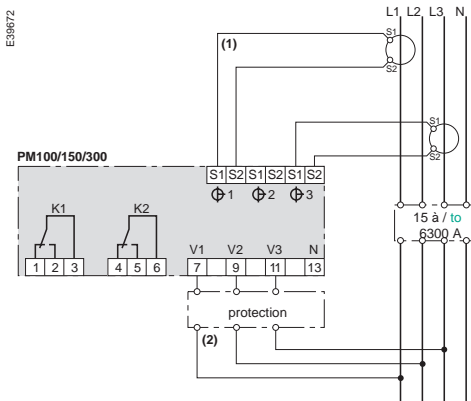 E39672
L1 L2 L3 N
S1
(1)
S2
S1
S2
PM100/150/300
S1 S2 S1 S2 S1 S2
1 2 3
K1 K2
15 à / to
6300 A
V1 V2 V3 N
1 2 3 4 5 6 7 9 11 13
protection
(2)